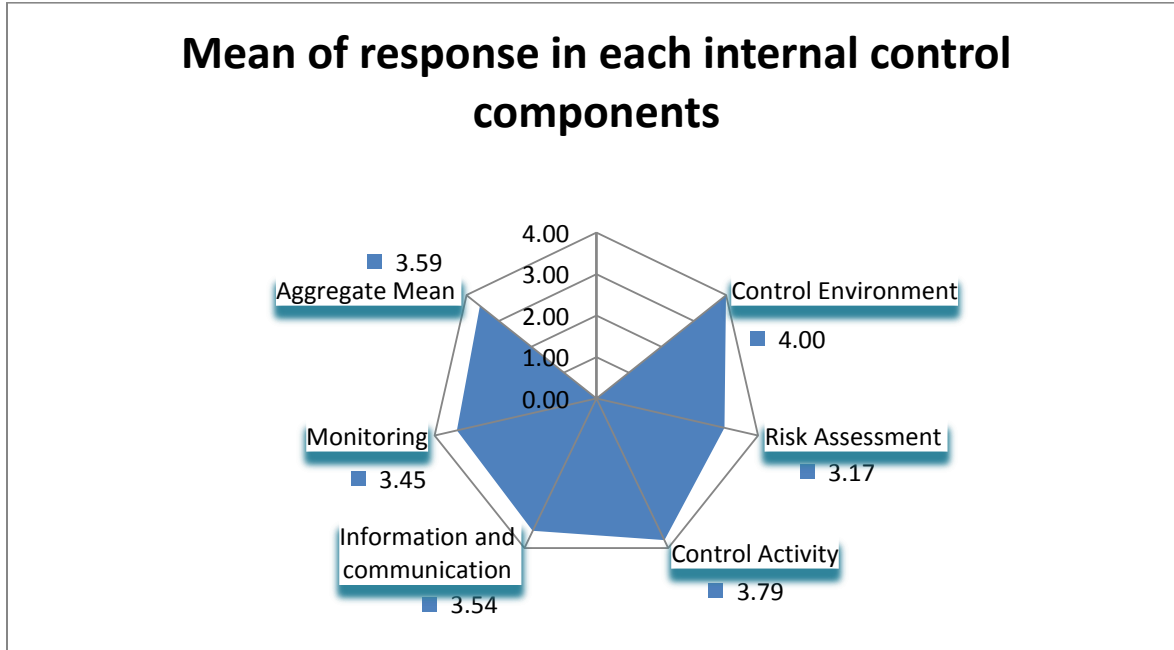 Mean of response in each internal control
components
4.00
3.00
2.00
1.00
0.00
Control Environment
4.00
Risk Assessment
3.17
Control Activity
3.79
Information and
communication
3.54
Monitoring
3.45
3.59
Aggregate Mean